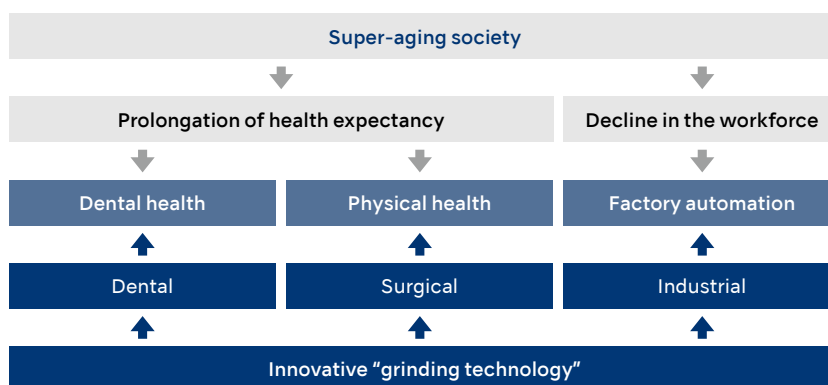 Super-aging society
Prolongation of health expectancy
Decline in the workforce
Dental health
Physical health
Factory automation
Dental
Surgical
Industrial
Innovative “grinding technology”